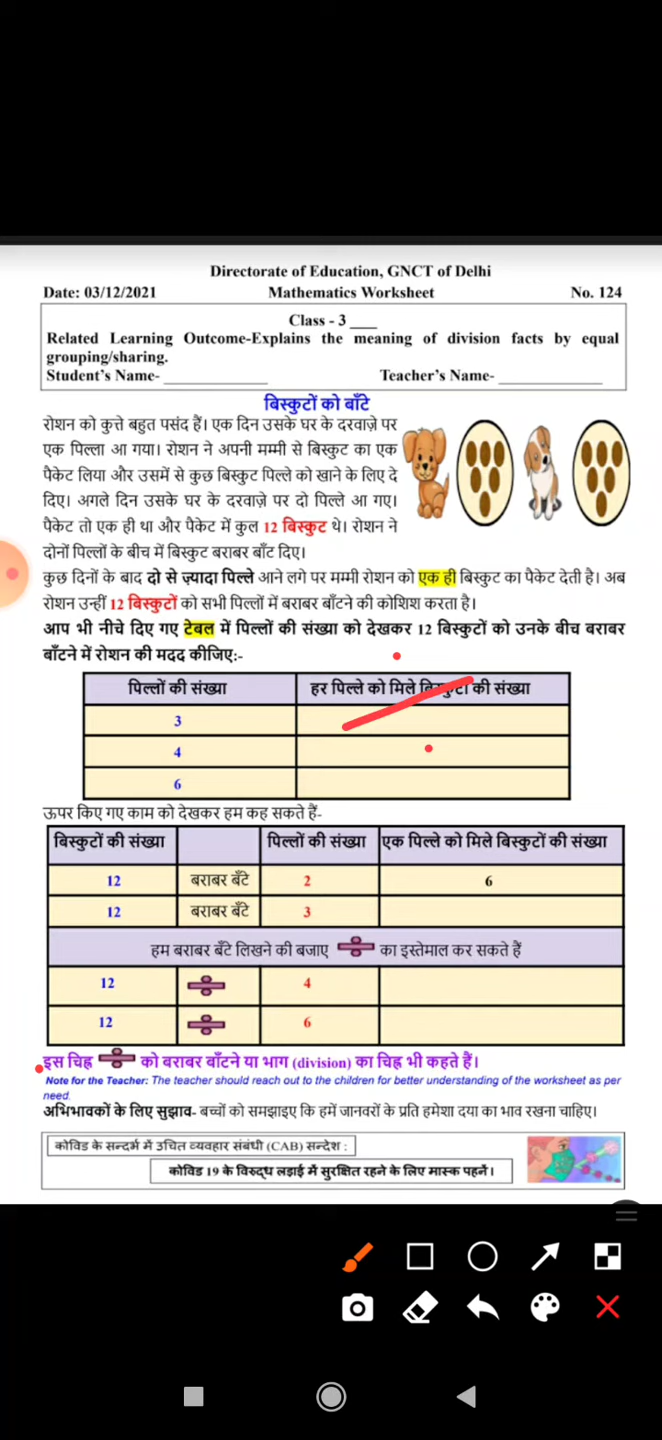 Directorate of Education, GNCT of Delhi
Date: 03/12/2021 Mathematics Worksheet No. 124
Class - 3 ____
Related Learning Outcome-Explains the meaning of division facts by equal
grouping/sharing.
Student's Name- ____________ Teacher's Name- ____________
बिस्कुटों को बाँटे
रोशन को कुत्ते बहुत पसंद हैं। एक दिन उसके घर के दरवाज़े पर
एक पिल्ला आ गया। रोशन ने अपनी मम्मी से बिस्कुट का एक
पैकेट लिया और उसमें से कुछ बिस्कुट पिल्ले को खाने के लिए दे
दिए। अगले दिन उसके घर के दरवाज़े पर दो पिल्ले आ गए।
पैकेट तो एक ही था और पैकेट में कुल 12 बिस्कुट थे। रोशन ने
दोनों पिल्लों के बीच में बिस्कुट बराबर बाँट दिए।
कुछ दिनों के बाद दो से ज़्यादा पिल्ले आने लगे पर मम्मी रोशन को एक ही बिस्कुट का पैकेट देती है। अब
रोशन उन्हीं 12 बिस्कुटों को सभी पिल्लों में बराबर बाँटने की कोशिश करता है।
आप भी नीचे दिए गए टेबल में पिल्लों की संख्या को देखकर 12 बिस्कुटों को उनके बीच बराबर
बाँटने में रोशन की मदद कीजिए:-
पिल्लों की संख्या हर पिल्ले को मिले बिस्कुटों की संख्या
3
4
6
ऊपर किए गए काम को देखकर हम कह सकते हैं-
बिस्कुटों की संख्या पिल्लों की संख्या एक पिल्ले को मिले बिस्कुटों की संख्या
12 बराबर बँटे 2 6
12 बराबर बँटे 3
हम बराबर बँटे लिखने की बजाए ÷ का इस्तेमाल कर सकते हैं
12 ÷ 4
12 ÷ 6
इस चिह्न ÷ को बराबर बाँटने या भाग (division) का चिह्न भी कहते हैं।
Note for the Teacher: The teacher should reach out to the children for better understanding of the worksheet as per
need.
अभिभावकों के लिए सुझाव- बच्चों को समझाइए कि हमें जानवरों के प्रति हमेशा दया का भाव रखना चाहिए।
कोविड के सन्दर्भ में उचित व्यवहार संबंधी (CAB) सन्देश :
कोविड 19 के विरुद्ध लड़ाई में सुरक्षित रहने के लिए मास्क पहनें।